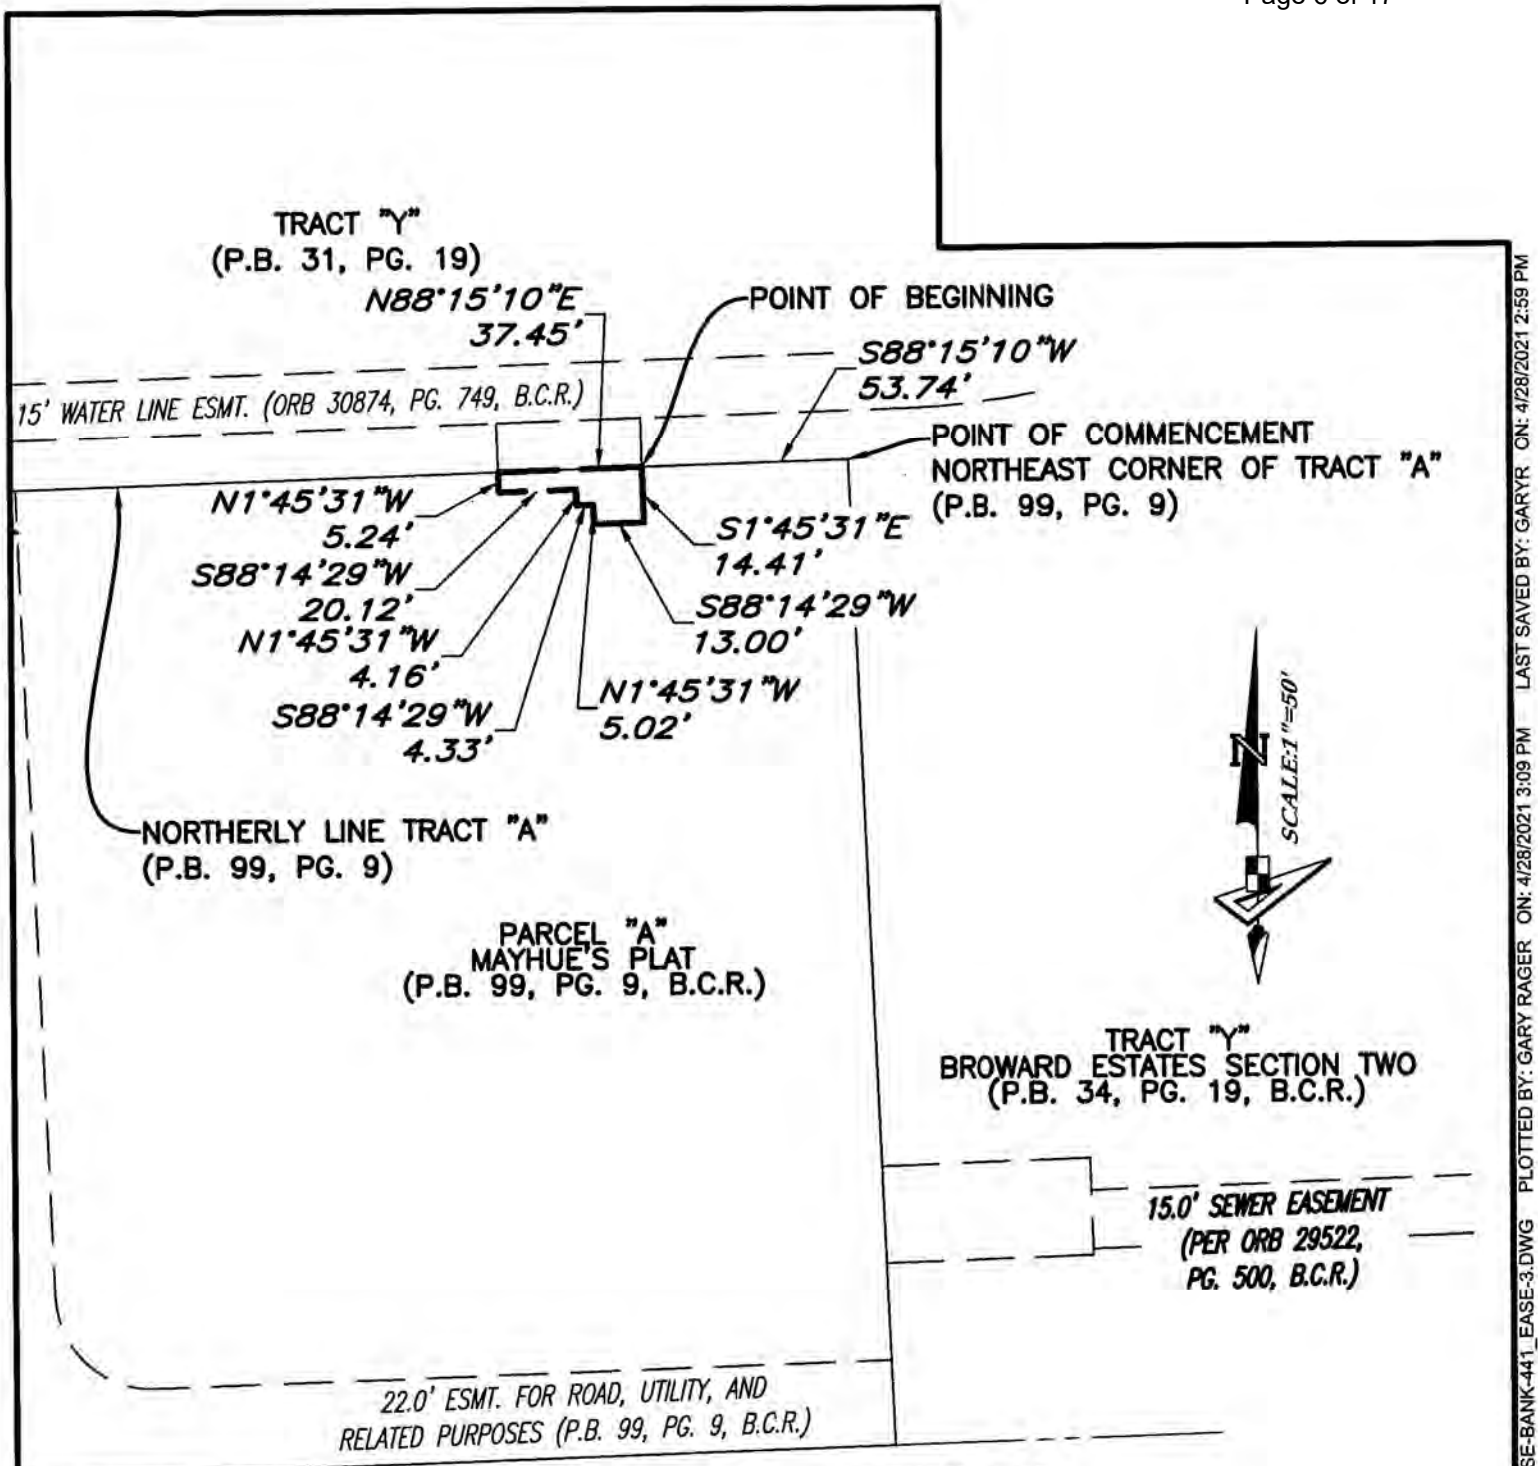 TRACT "Y"
(P.B. 31, PG. 19)
N88°15'10"E
37.45'
POINT OF BEGINNING
S88°15'10"W
53.74'
15' WATER LINE ESMT. (ORB 30874, PG. 749, B.C.R.)
POINT OF COMMENCEMENT
NORTHEAST CORNER OF TRACT "A"
(P.B. 99, PG. 9)
N1°45'31"W
5.24'
S88°14'29"W
20.12'
N1°45'31"W
4.16'
S88°14'29"W
4.33'
S1°45'31"E
14.41'
S88°14'29"W
13.00'
N1°45'31"W
5.02'
NORTHERLY LINE TRACT "A"
(P.B. 99, PG. 9)
N
SCALE:1"=50'
PARCEL "A"
MAYHUE'S PLAT
(P.B. 99, PG. 9, B.C.R.)
TRACT "Y"
BROWARD ESTATES SECTION TWO
(P.B. 34, PG. 19, B.C.R.)
15.0' SEWER EASEMENT
(PER ORB 29522,
PG. 500, B.C.R.)
22.0' ESMT. FOR ROAD, UTILITY, AND
RELATED PURPOSES (P.B. 99, PG. 9, B.C.R.)
SE-BANK-441_EASE-3.DWG PLOTTED BY: GARY RAGER ON: 4/28/2021 3:09 PM LAST SAVED BY: GARYR ON: 4/28/2021 2:59 PM